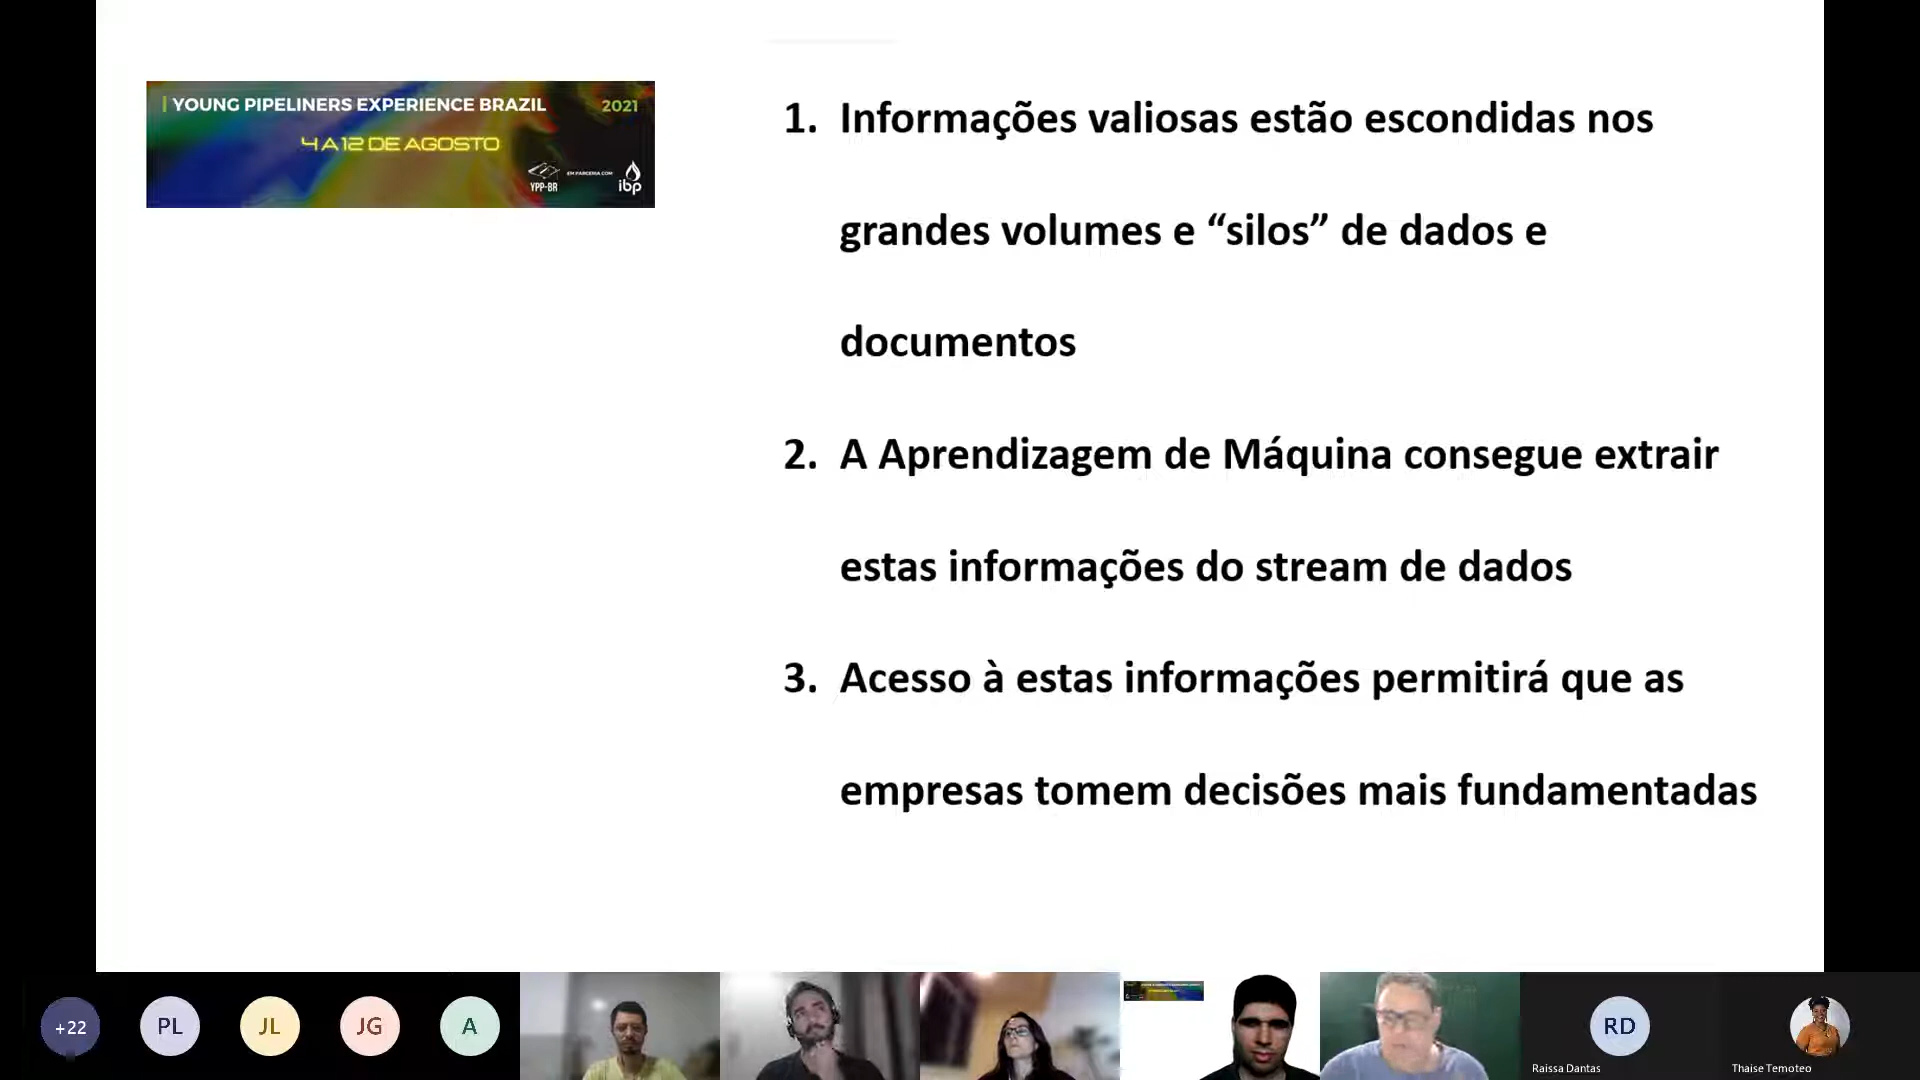 YOUNG PIPELINERS EXPERIENCE BRAZIL 2021
4 A 12 DE AGOSTO
YPP-BR
EM PARCERIA COM
ibp
1. Informações valiosas estão escondidas nos
grandes volumes e “silos” de dados e
documentos
2. A Aprendizagem de Máquina consegue extrair
estas informações do stream de dados
3. Acesso à estas informações permitirá que as
empresas tomem decisões mais fundamentadas
+22
PL
JL
JG
A
RD
Raissa Dantas
Thaise Temoteo